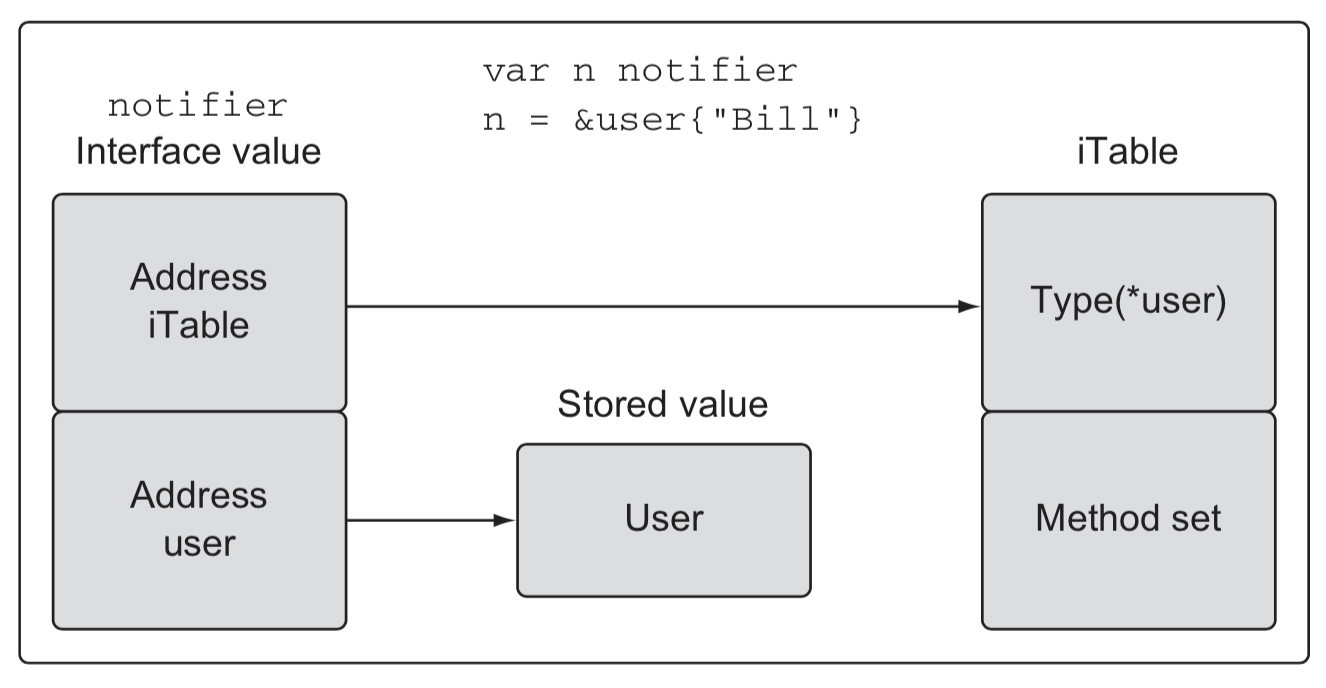 var n notifier
n = &user{"Bill"}
notifier
Interface value
iTable
Address
iTable
Type(*user)
Stored value
Address
user
User
Method set